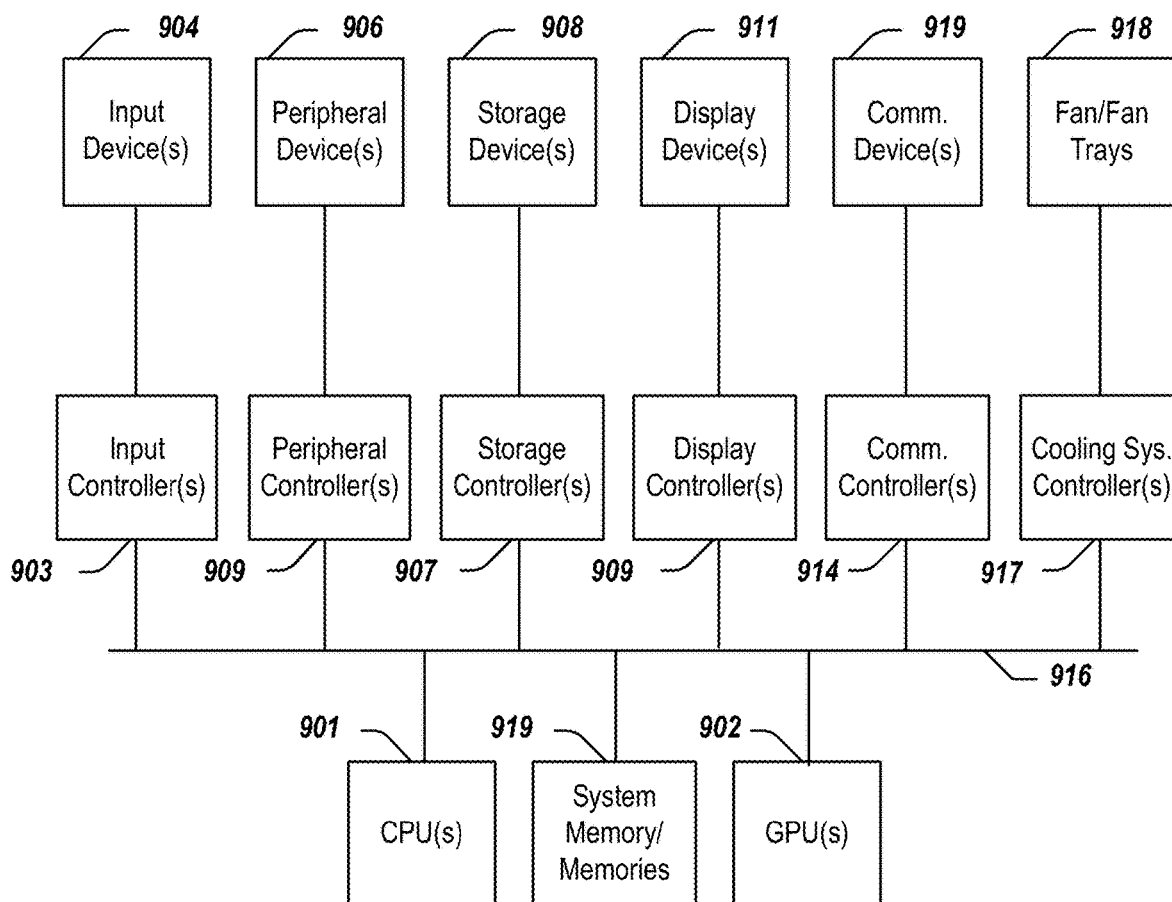 904
906
908
911
919
918
Input
Device(s)
Peripheral
Device(s)
Storage
Device(s)
Display
Device(s)
Comm.
Device(s)
Fan/Fan
Trays
Input
Controller(s)
Peripheral
Controller(s)
Storage
Controller(s)
Display
Controller(s)
Comm.
Controller(s)
Cooling Sys.
Controller(s)
903
909
907
909
914
917
916
901
919
902
CPU(s)
System
Memory/
Memories
GPU(s)